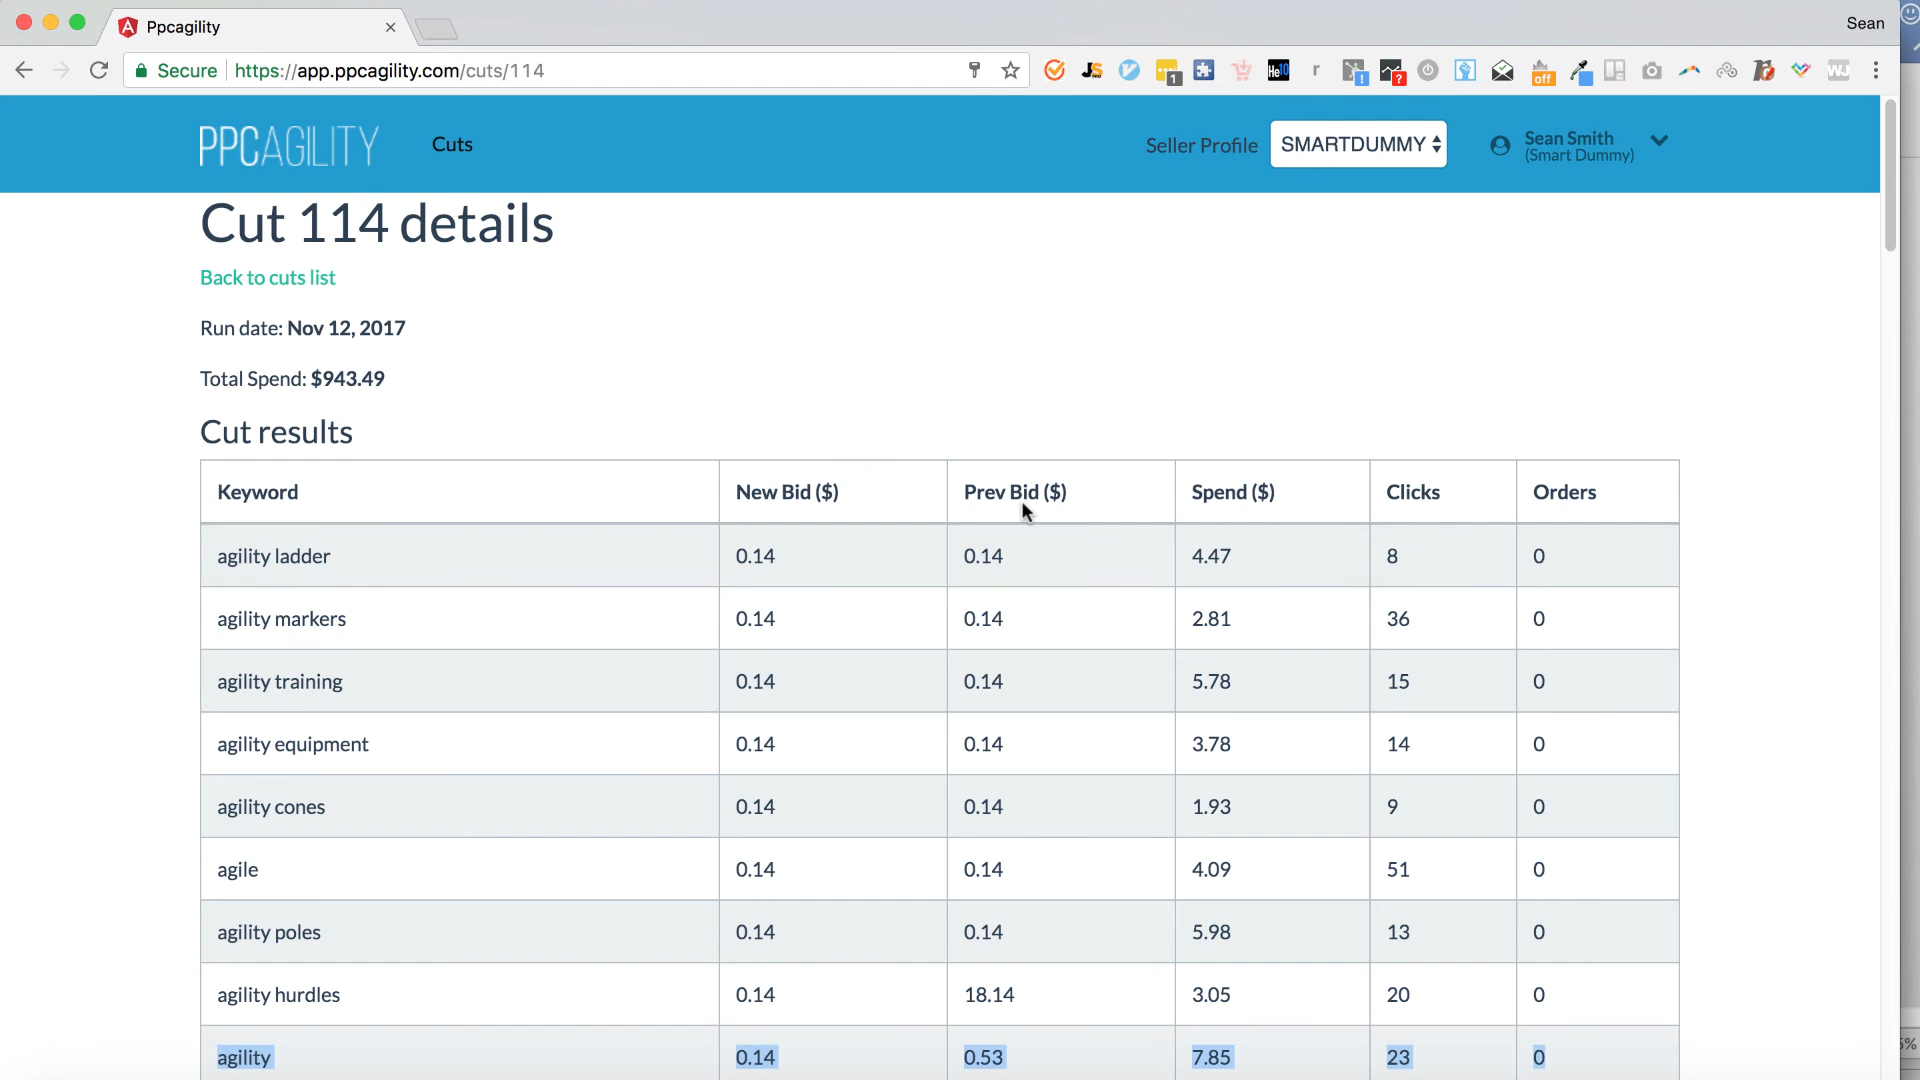 Ppcagility
Sean
Secure https://app.ppcagility.com/cuts/114
JS 1 He10 r ! ? off WJ
PPCAGILITY Cuts Seller Profile SMARTDUMMY Sean Smith
(Smart Dummy)
Cut 114 details
Back to cuts list
Run date: Nov 12, 2017
Total Spend: $943.49
Cut results
Keyword New Bid ($) Prev Bid ($) Spend ($) Clicks Orders
agility ladder 0.14 0.14 4.47 8 0
agility markers 0.14 0.14 2.81 36 0
agility training 0.14 0.14 5.78 15 0
agility equipment 0.14 0.14 3.78 14 0
agility cones 0.14 0.14 1.93 9 0
agile 0.14 0.14 4.09 51 0
agility poles 0.14 0.14 5.98 13 0
agility hurdles 0.14 18.14 3.05 20 0
agility 0.14 0.53 7.85 23 0